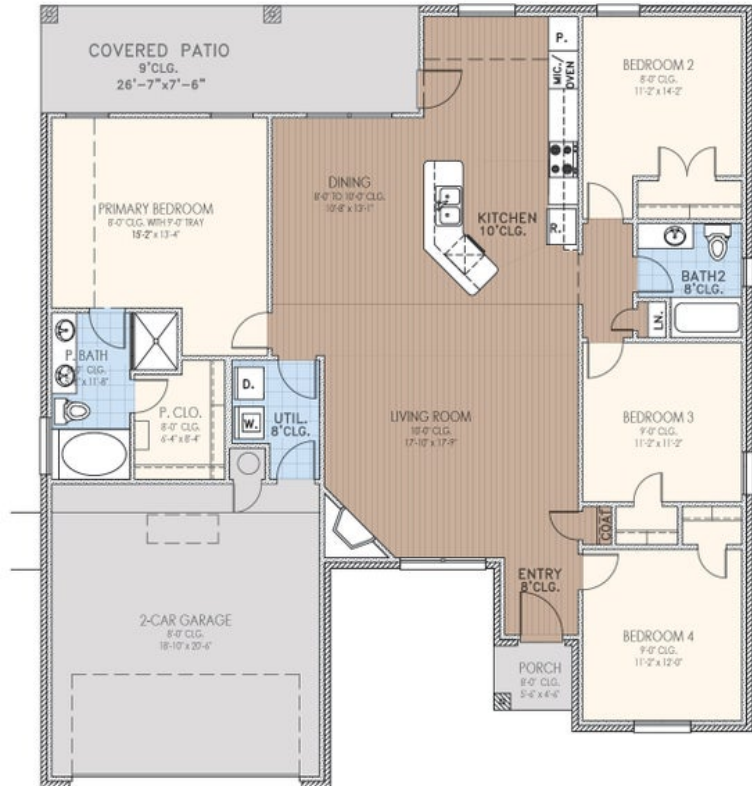 COVERED PATIO
9'CLG.
26'-7"x7'-6"
P.
MIC./
OVEN
BEDROOM 2
8'-0" CLG.
11'-2" x 14'-2"
DINING
8'-0" TO 10'-0" CLG.
10'-8" x 13'-1"
PRIMARY BEDROOM
8'-0" CLG. WITH 9'-0" TRAY
15'-2" x 13'-4"
KITCHEN
10'CLG.
R.
BATH2
8'CLG.
LN.
P. BATH
CLG.
x 11'-8"
P. CLO.
8'-0" CLG.
6'-4" x 8'-4"
D.
W.
UTIL.
8'CLG.
LIVING ROOM
10'-0" CLG.
17'-10" x 17'-9"
BEDROOM 3
9'-0" CLG.
11'-2" x 11'-2"
COAT
ENTRY
8'CLG.
2-CAR GARAGE
8'-0" CLG.
18'-10" x 20'-6"
PORCH
8'-0" CLG.
5'-6" x 4'-6"
BEDROOM 4
9'-0" CLG.
11'-2" x 12'-0"